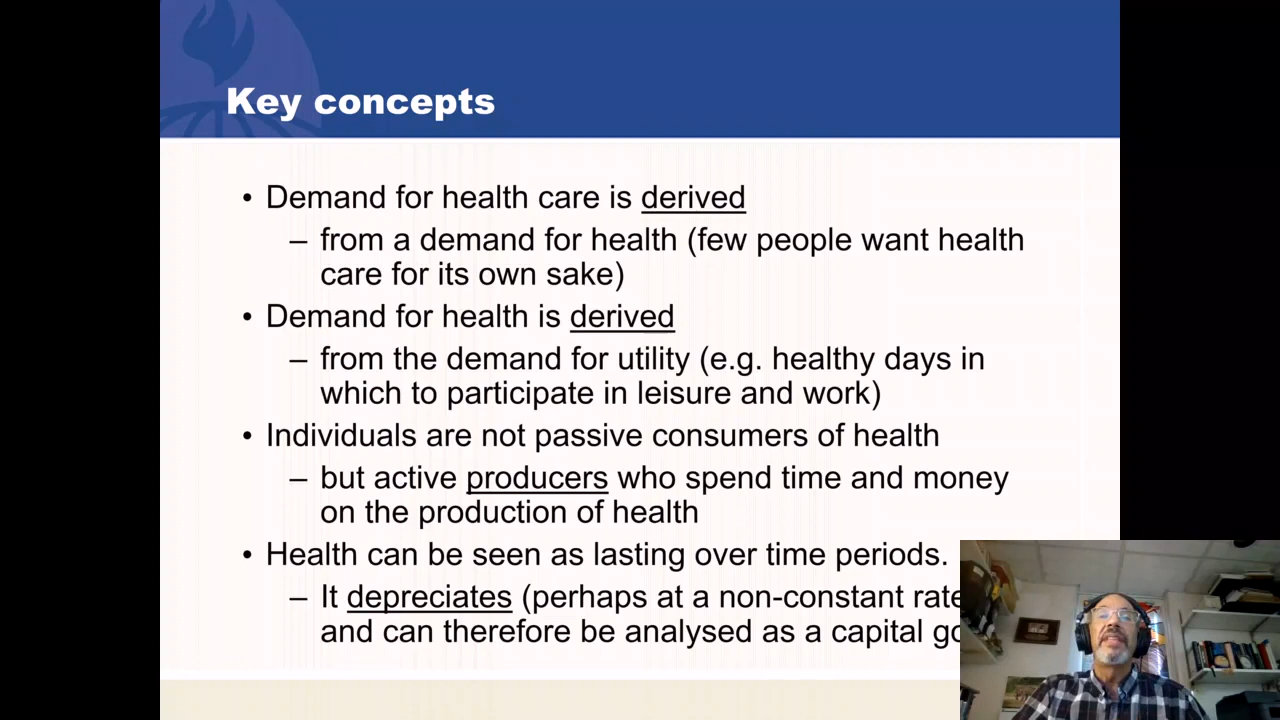 Key concepts
• Demand for health care is derived
– from a demand for health (few people want health
care for its own sake)
• Demand for health is derived
– from the demand for utility (e.g. healthy days in
which to participate in leisure and work)
• Individuals are not passive consumers of health
– but active producers who spend time and money
on the production of health
• Health can be seen as lasting over time periods.
– It depreciates (perhaps at a non-constant rate
and can therefore be analysed as a capital